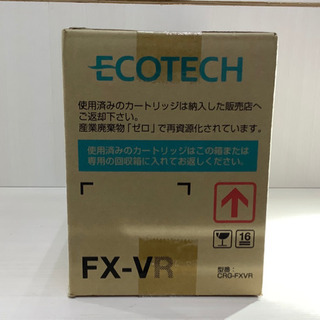 ECOTECH
使用済みのカートリッジは納入した販売店へ
ご返却下さい。
産業廃棄物「ゼロ」で再資源化されています。
使用済みのカートリッジはこの箱または
専用の回収箱に入れてお返しください。
16
FX-VR
型番：
CRG-FXVR